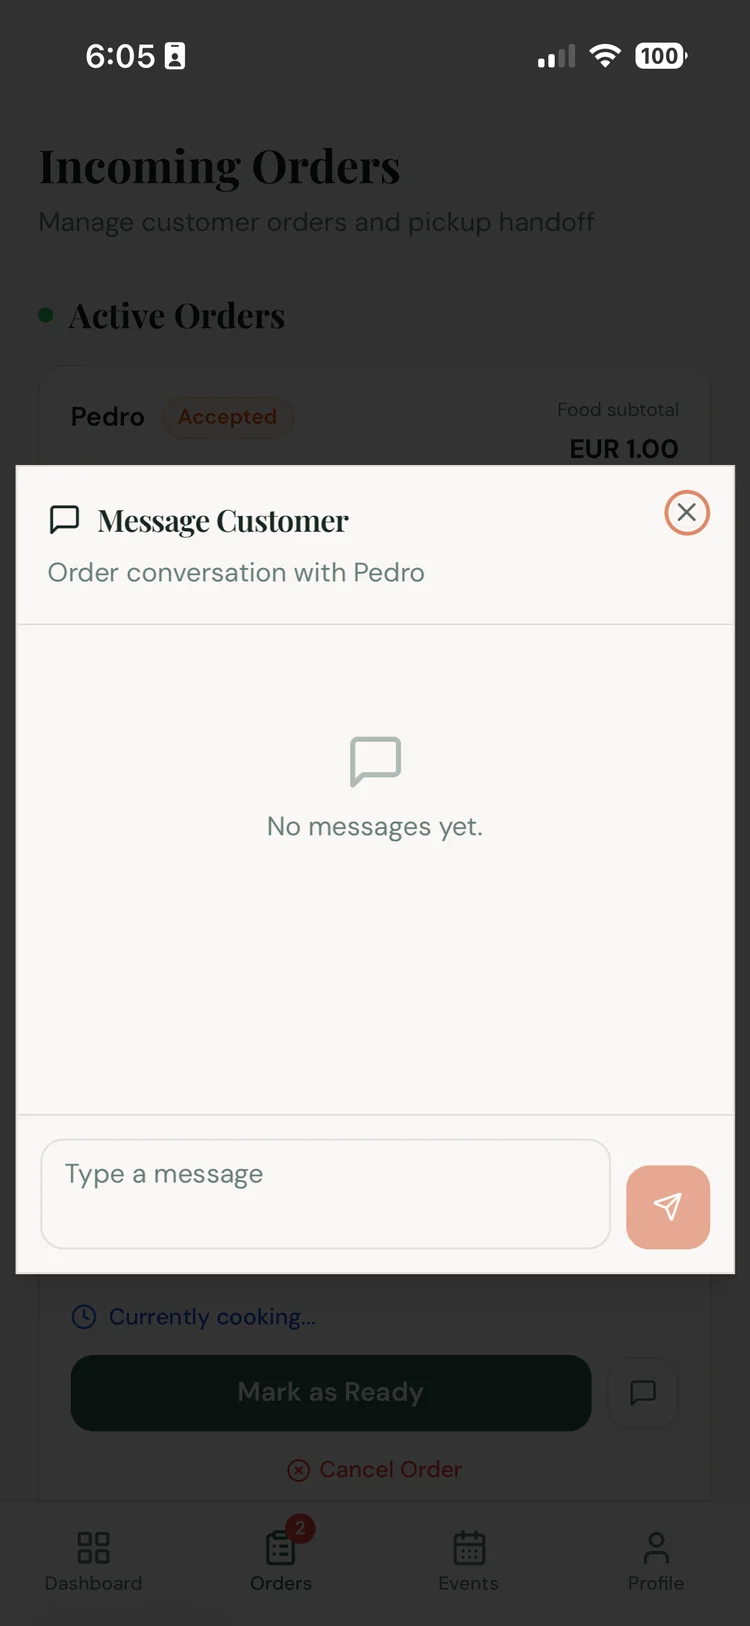 6:05
100
Incoming Orders
Manage customer orders and pickup handoff
Active Orders
Pedro Accepted
Food subtotal
EUR 1.00
Message Customer
Order conversation with Pedro
No messages yet.
Type a message
Currently cooking...
Mark as Ready
Cancel Order
2
Dashboard Orders Events Profile